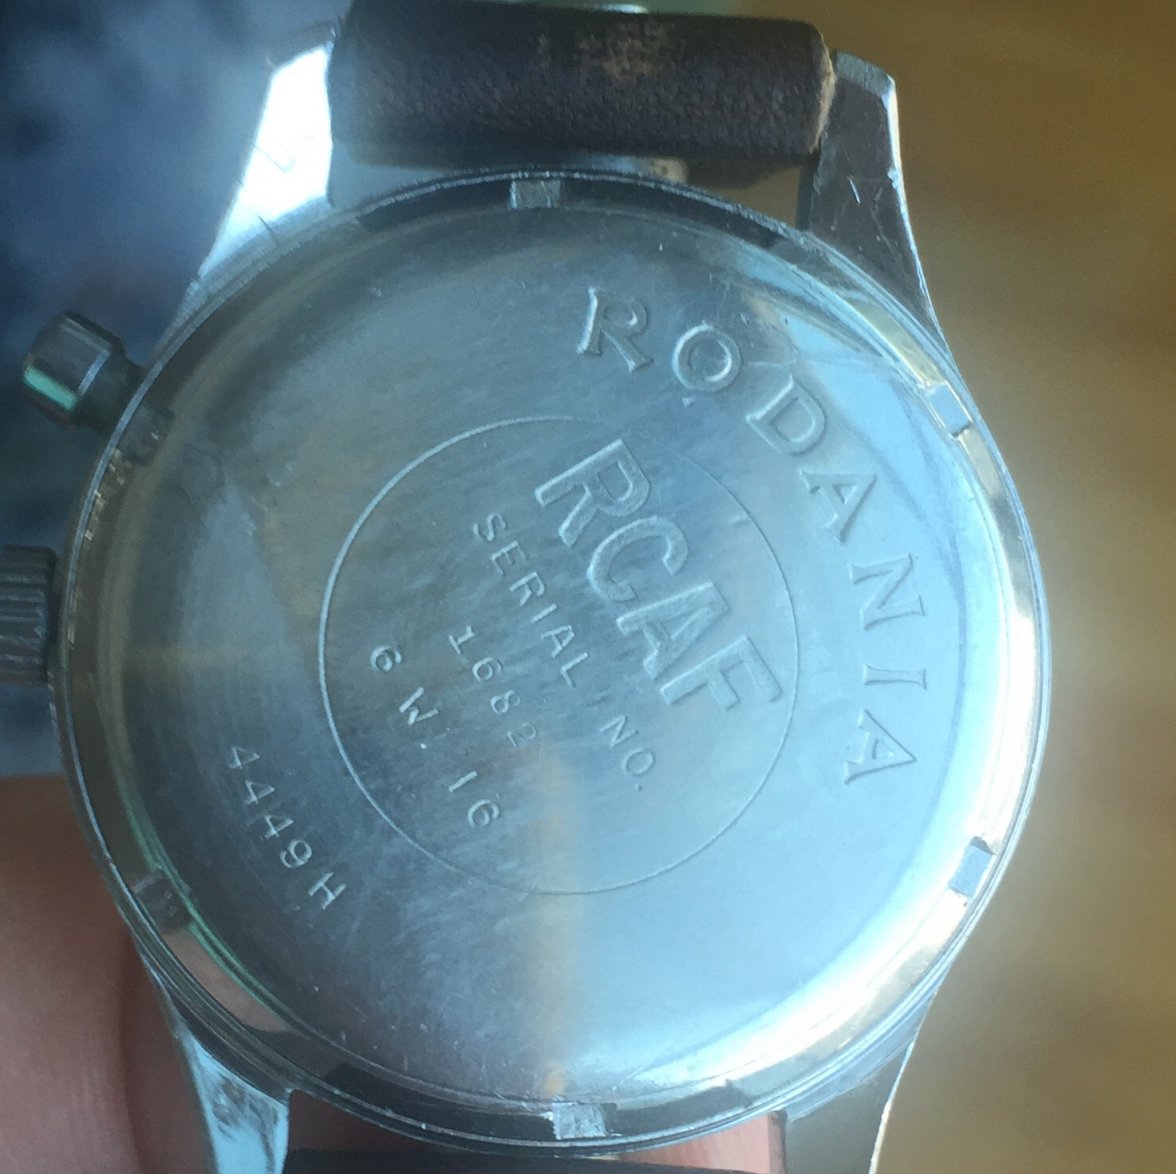 RODANIA
RCAF
SERIAL NO.
1682
6 W. 16
4449H